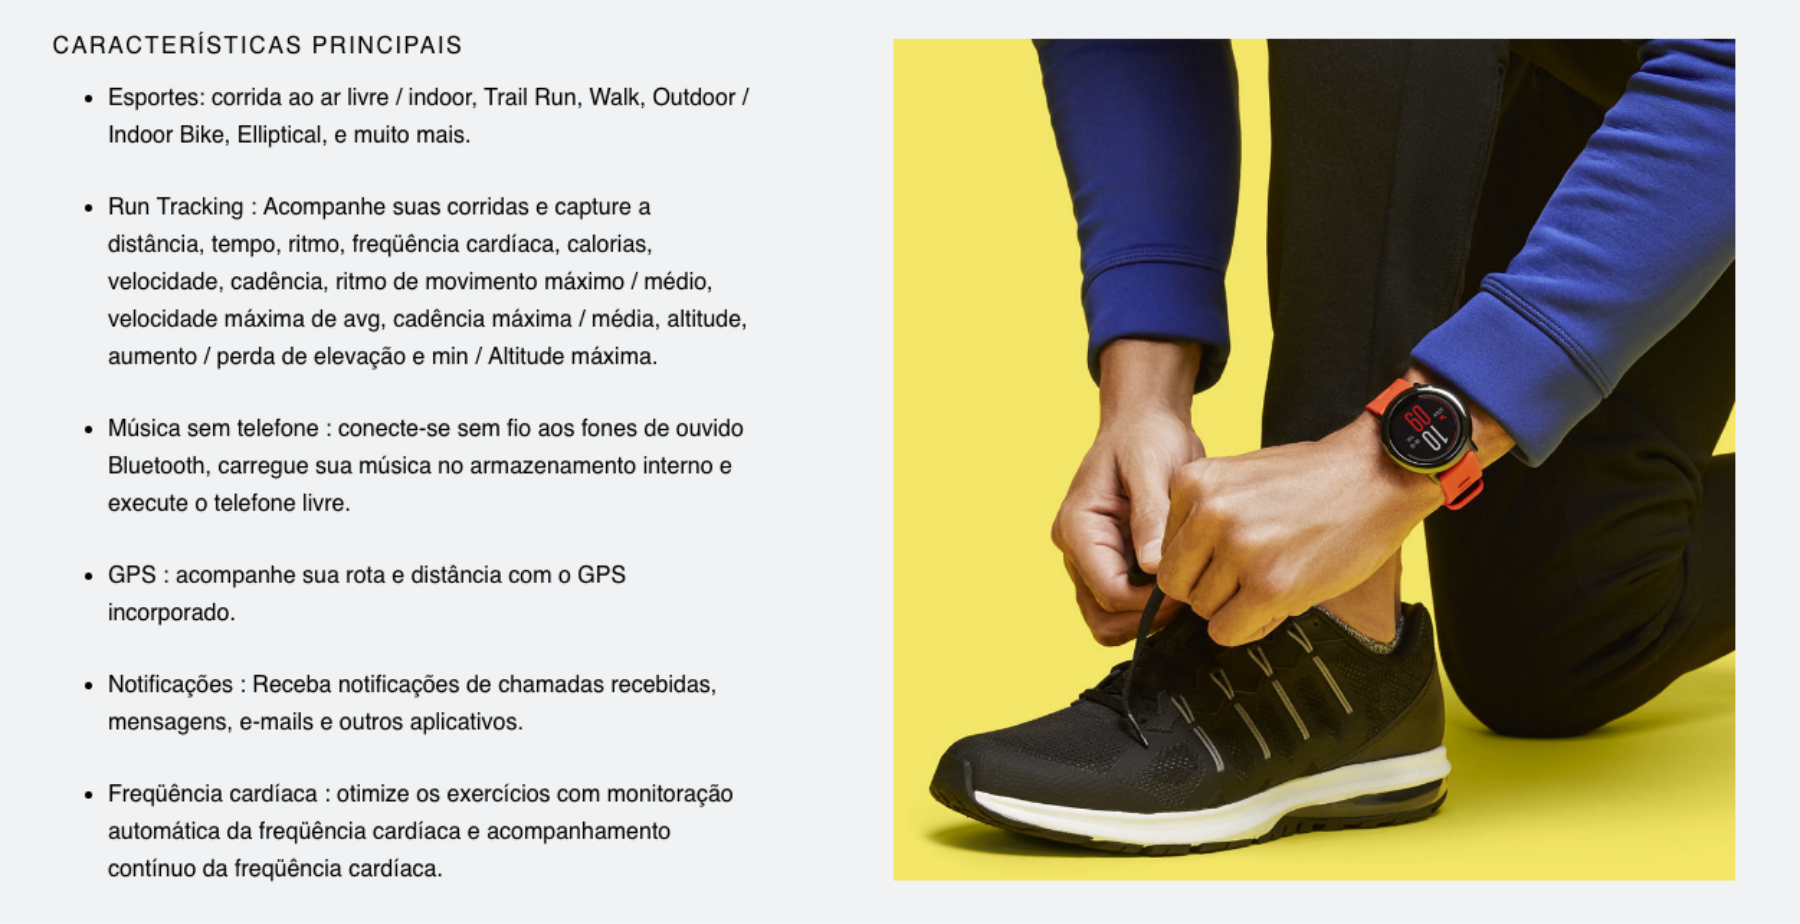 CARACTERÍSTICAS PRINCIPAIS
• Esportes: corrida ao ar livre / indoor, Trail Run, Walk, Outdoor /
Indoor Bike, Elliptical, e muito mais.
• Run Tracking : Acompanhe suas corridas e capture a
distância, tempo, ritmo, freqüência cardíaca, calorias,
velocidade, cadência, ritmo de movimento máximo / médio,
velocidade máxima de avg, cadência máxima / média, altitude,
aumento / perda de elevação e min / Altitude máxima.
• Música sem telefone : conecte-se sem fio aos fones de ouvido
Bluetooth, carregue sua música no armazenamento interno e
execute o telefone livre.
• GPS : acompanhe sua rota e distância com o GPS
incorporado.
• Notificações : Receba notificações de chamadas recebidas,
mensagens, e-mails e outros aplicativos.
• Freqüência cardíaca : otimize os exercícios com monitoração
automática da freqüência cardíaca e acompanhamento
contínuo da freqüência cardíaca.
09
10